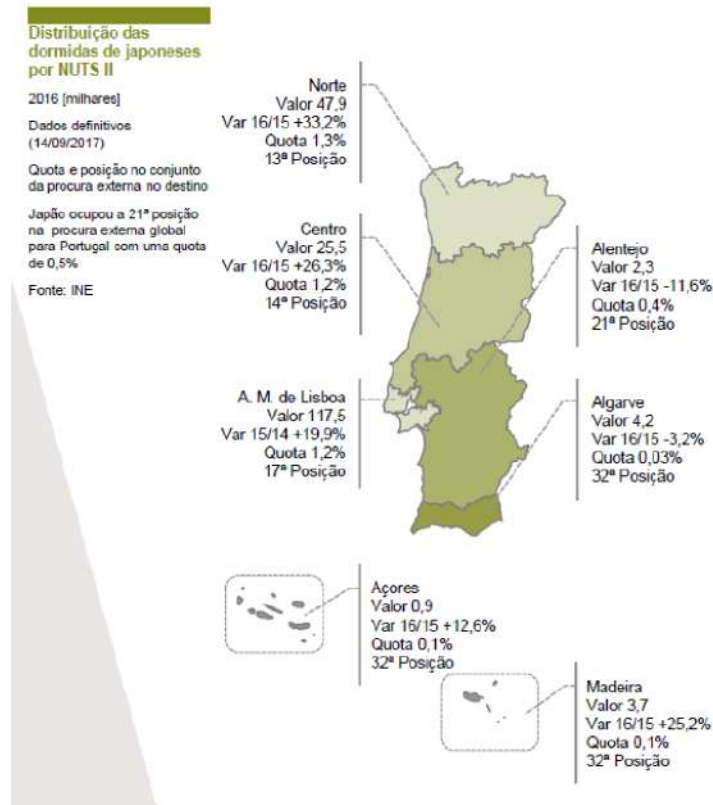 Distribuição das
dormidas de japoneses
por NUTS II
2016 [milhares]
Dados definitivos
(14/09/2017)
Quota e posição no conjunto
da procura externa no destino
Japão ocupou a 21ª posição
na procura externa global
para Portugal com uma quota
de 0,5%
Fonte: INE
Norte
Valor 47,9
Var 16/15 +33,2%
Quota 1,3%
13ª Posição
Centro
Valor 25,5
Var 16/15 +26,3%
Quota 1,2%
14ª Posição
Alentejo
Valor 2,3
Var 16/15 -11,6%
Quota 0,4%
21ª Posição
A. M. de Lisboa
Valor 117,5
Var 15/14 +19,9%
Quota 1,2%
17ª Posição
Algarve
Valor 4,2
Var 16/15 -3,2%
Quota 0,03%
32ª Posição
Açores
Valor 0,9
Var 16/15 +12,6%
Quota 0,1%
32ª Posição
Madeira
Valor 3,7
Var 16/15 +25,2%
Quota 0,1%
32ª Posição